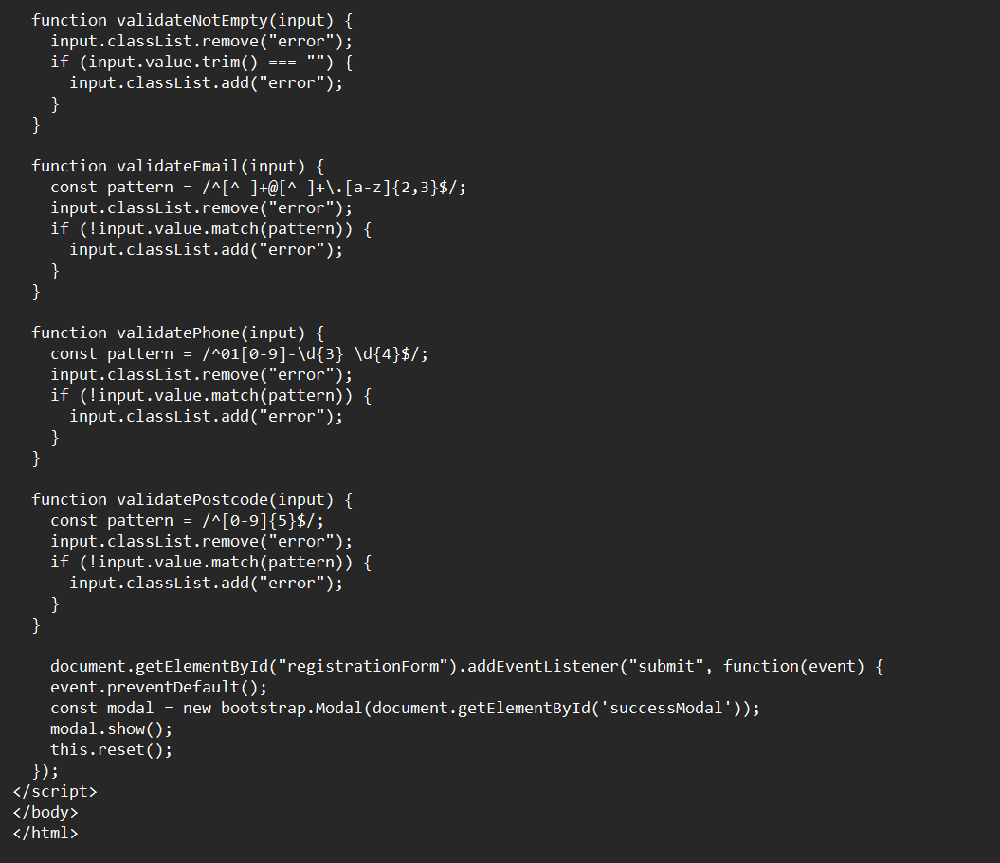 function validateNotEmpty(input) {
input.classList.remove("error");
if (input.value.trim() === "") {
input.classList.add("error");
}
}
function validateEmail(input) {
const pattern = /^[^ ]+@[^ ]+\.[a-z]{2,3}$/;
input.classList.remove("error");
if (!input.value.match(pattern)) {
input.classList.add("error");
}
}
function validatePhone(input) {
const pattern = /^01[0-9]-\d{3} \d{4}$/;
input.classList.remove("error");
if (!input.value.match(pattern)) {
input.classList.add("error");
}
}
function validatePostcode(input) {
const pattern = /^[0-9]{5}$/;
input.classList.remove("error");
if (!input.value.match(pattern)) {
input.classList.add("error");
}
}
document.getElementById("registrationForm").addEventListener("submit", function(event) {
event.preventDefault();
const modal = new bootstrap.Modal(document.getElementById('successModal'));
modal.show();
this.reset();
});
</script>
</body>
</html>